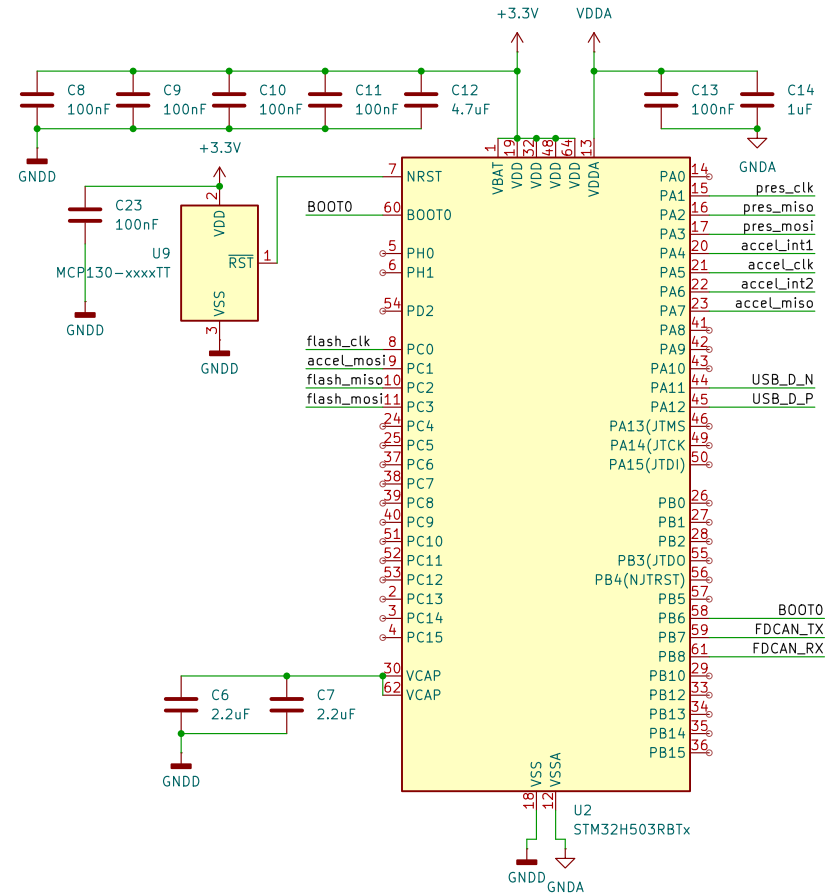 +3.3V
VDDA
C8
100nF
C9
100nF
C10
100nF
C11
100nF
C12
4.7uF
C13
100nF
C14
1uF
GNDD
GNDA
+3.3V
C23
100nF
GNDD
U9
MCP130-xxxxTT
2
VDD
RST
1
VSS
3
GNDD
1
19
32
48
64
13
VBAT
VDD
VDD
VDD
VDD
VDDA
7
NRST
BOOT0
60
BOOT0
5
PH0
6
PH1
54
PD2
flash_clk
8
PC0
accel_mosi
9
PC1
flash_miso
10
PC2
flash_mosi
11
PC3
24
PC4
25
PC5
37
PC6
38
PC7
39
PC8
40
PC9
51
PC10
52
PC11
53
PC12
2
PC13
3
PC14
4
PC15
30
VCAP
62
VCAP
C6
2.2uF
C7
2.2uF
GNDD
PA0
14
PA1
15
pres_clk
PA2
16
pres_miso
PA3
17
pres_mosi
PA4
20
accel_int1
PA5
21
accel_clk
PA6
22
accel_int2
PA7
23
accel_miso
PA8
41
PA9
42
PA10
43
PA11
44
USB_D_N
PA12
45
USB_D_P
PA13(JTMS
46
PA14(JTCK
49
PA15(JTDI)
50
PB0
26
PB1
27
PB2
28
PB3(JTDO
55
PB4(NJTRST)
56
PB5
57
PB6
58
BOOT0
PB7
59
FDCAN_TX
PB8
61
FDCAN_RX
PB10
29
PB12
33
PB13
34
PB14
35
PB15
36
VSS
VSSA
18
12
U2
STM32H503RBTx
GNDD
GNDA